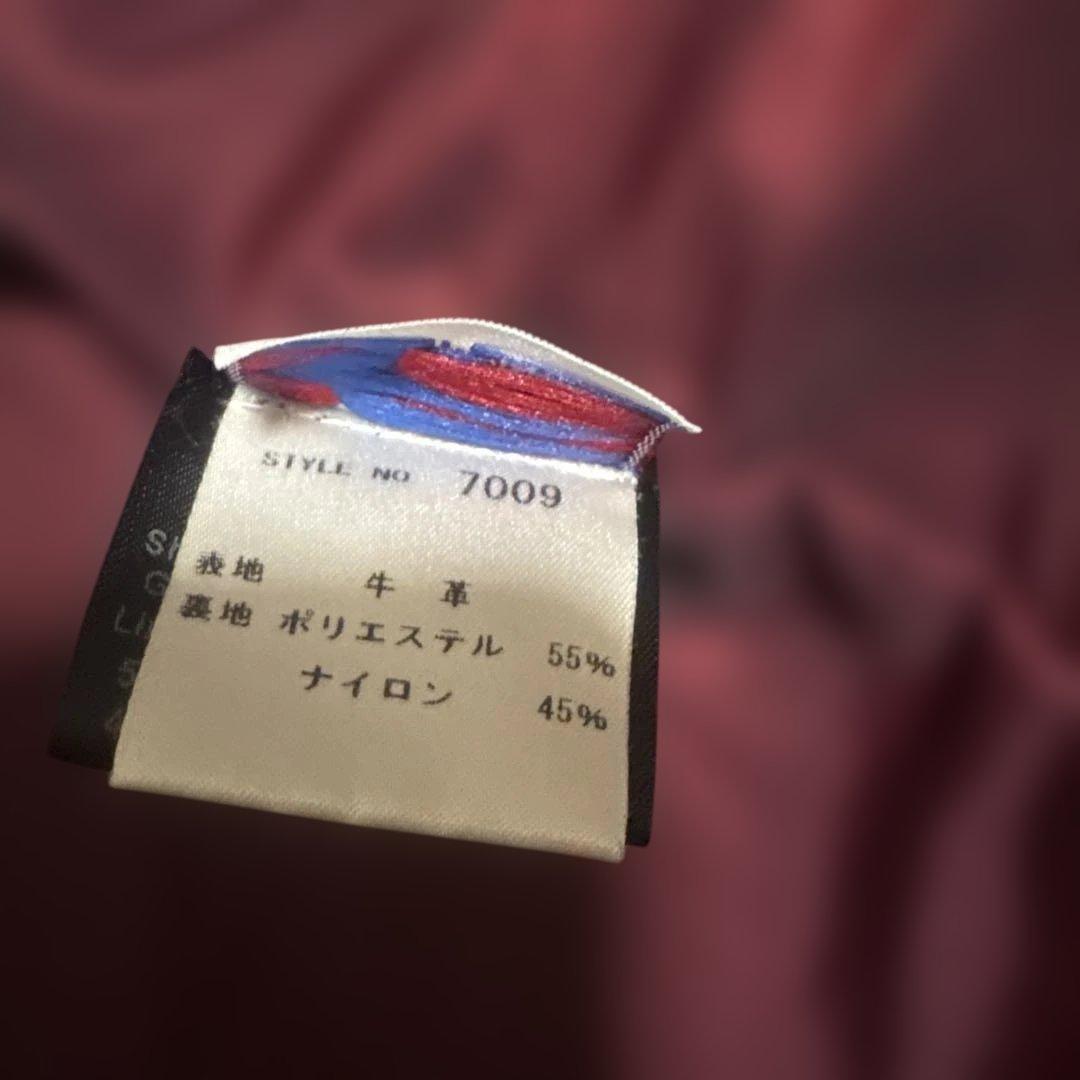 STYLE NO 7009
表地 牛 革
裏地 ポリエステル 55%
ナイロン 45%